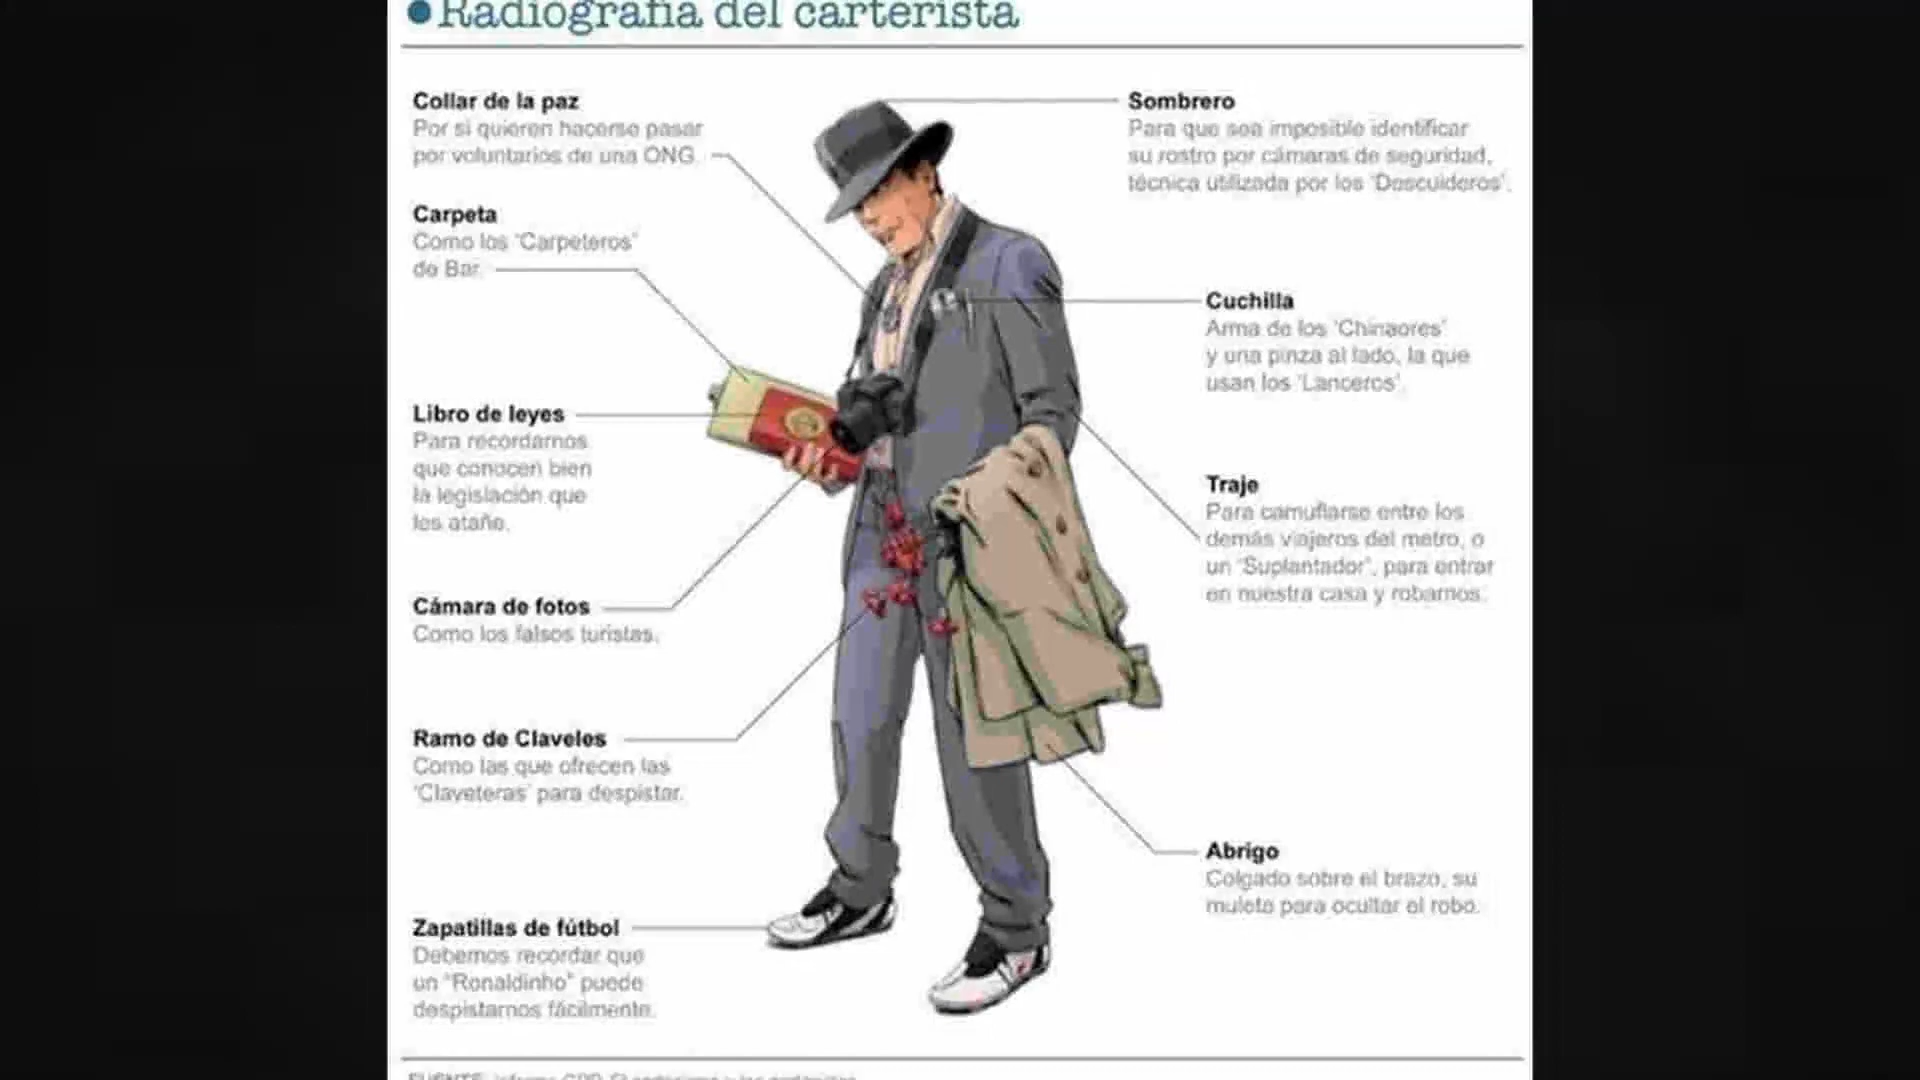 Radiografía del carterista
Collar de la paz
Por si quieren hacerse pasar
por voluntarios de una ONG.
Carpeta
Como los 'Carpeteros'
de Bar.
Libro de leyes
Para recordarnos
que conocen bien
la legislación que
les atañe.
Cámara de fotos
Como los falsos turistas.
Ramo de Claveles
Como las que ofrecen las
'Claveteras' para despistar.
Zapatillas de fútbol
Debemos recordar que
un "Ronaldinho" puede
despistarnos fácilmente.
Sombrero
Para que sea imposible identificar
su rostro por cámaras de seguridad,
técnica utilizada por los 'Descuideros'.
Cuchilla
Arma de los 'Chinaores'
y una pinza al lado, la que
usan los 'Lanceros'.
Traje
Para camuflarse entre los
demás viajeros del metro, o
un "Suplantador", para entrar
en nuestra casa y robarnos.
Abrigo
Colgado sobre el brazo, su
muleta para ocultar el robo.